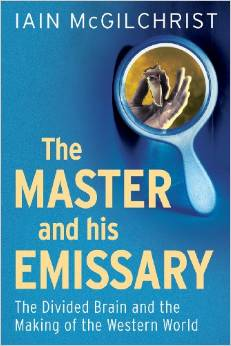 IAIN McGILCHRIST
The
MASTER
and his
EMISSARY
The Divided Brain and the
Making of the Western World